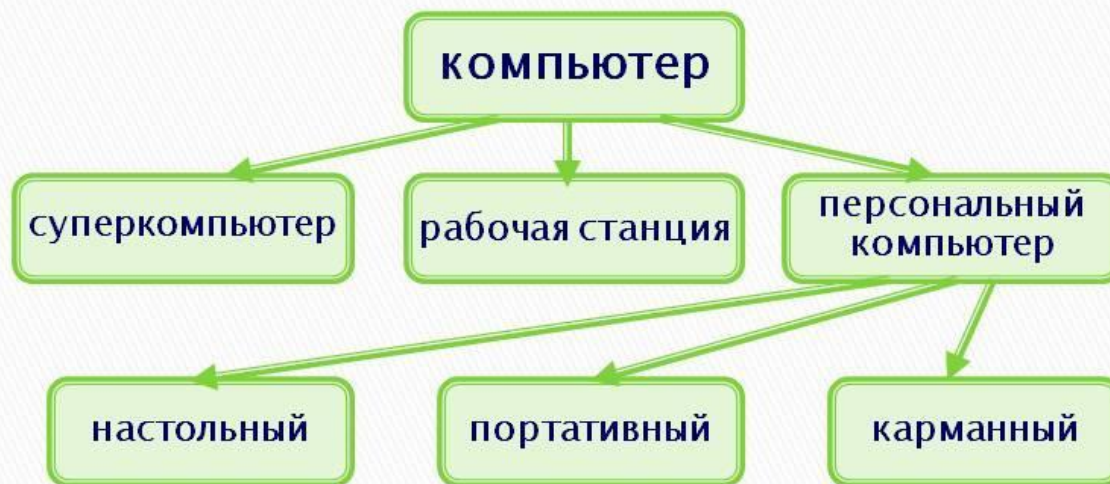 компьютер
суперкомпьютер
рабочая станция
персональный
компьютер
настольный
портативный
карманный